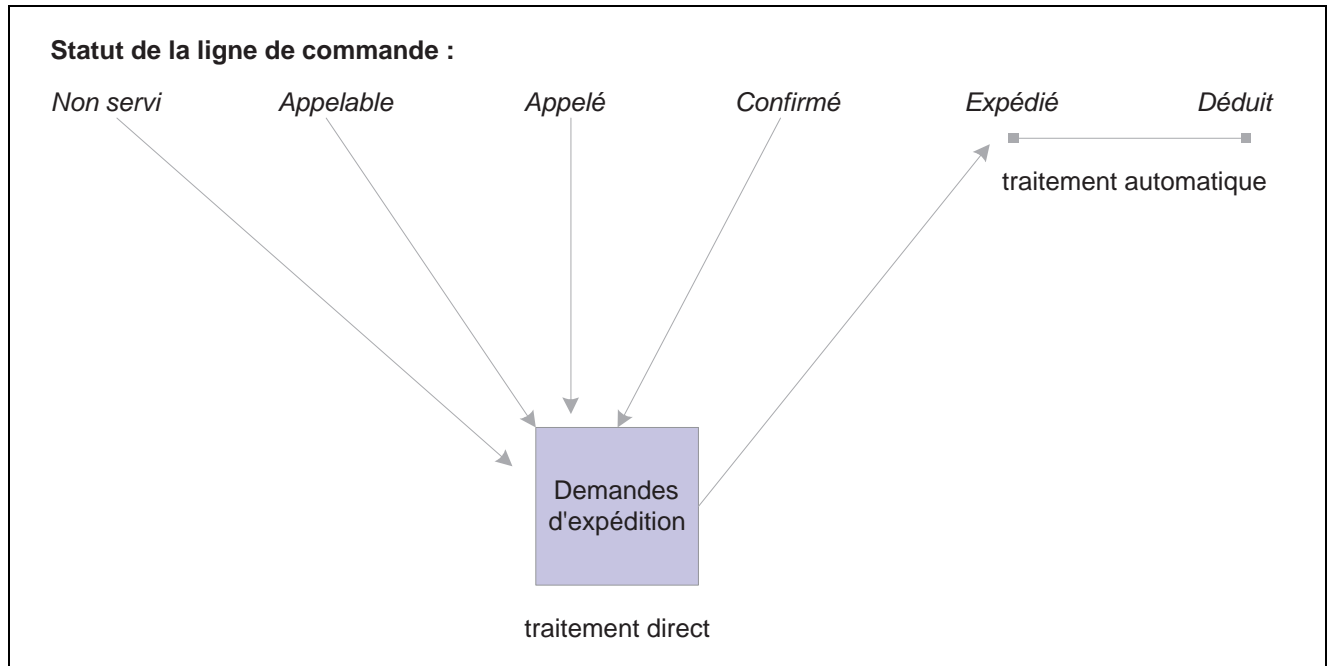 Statut de la ligne de commande :
Non servi Appelable Appelé Confirmé Expédié Déduit
traitement automatique
Demandes
d'expédition
traitement direct